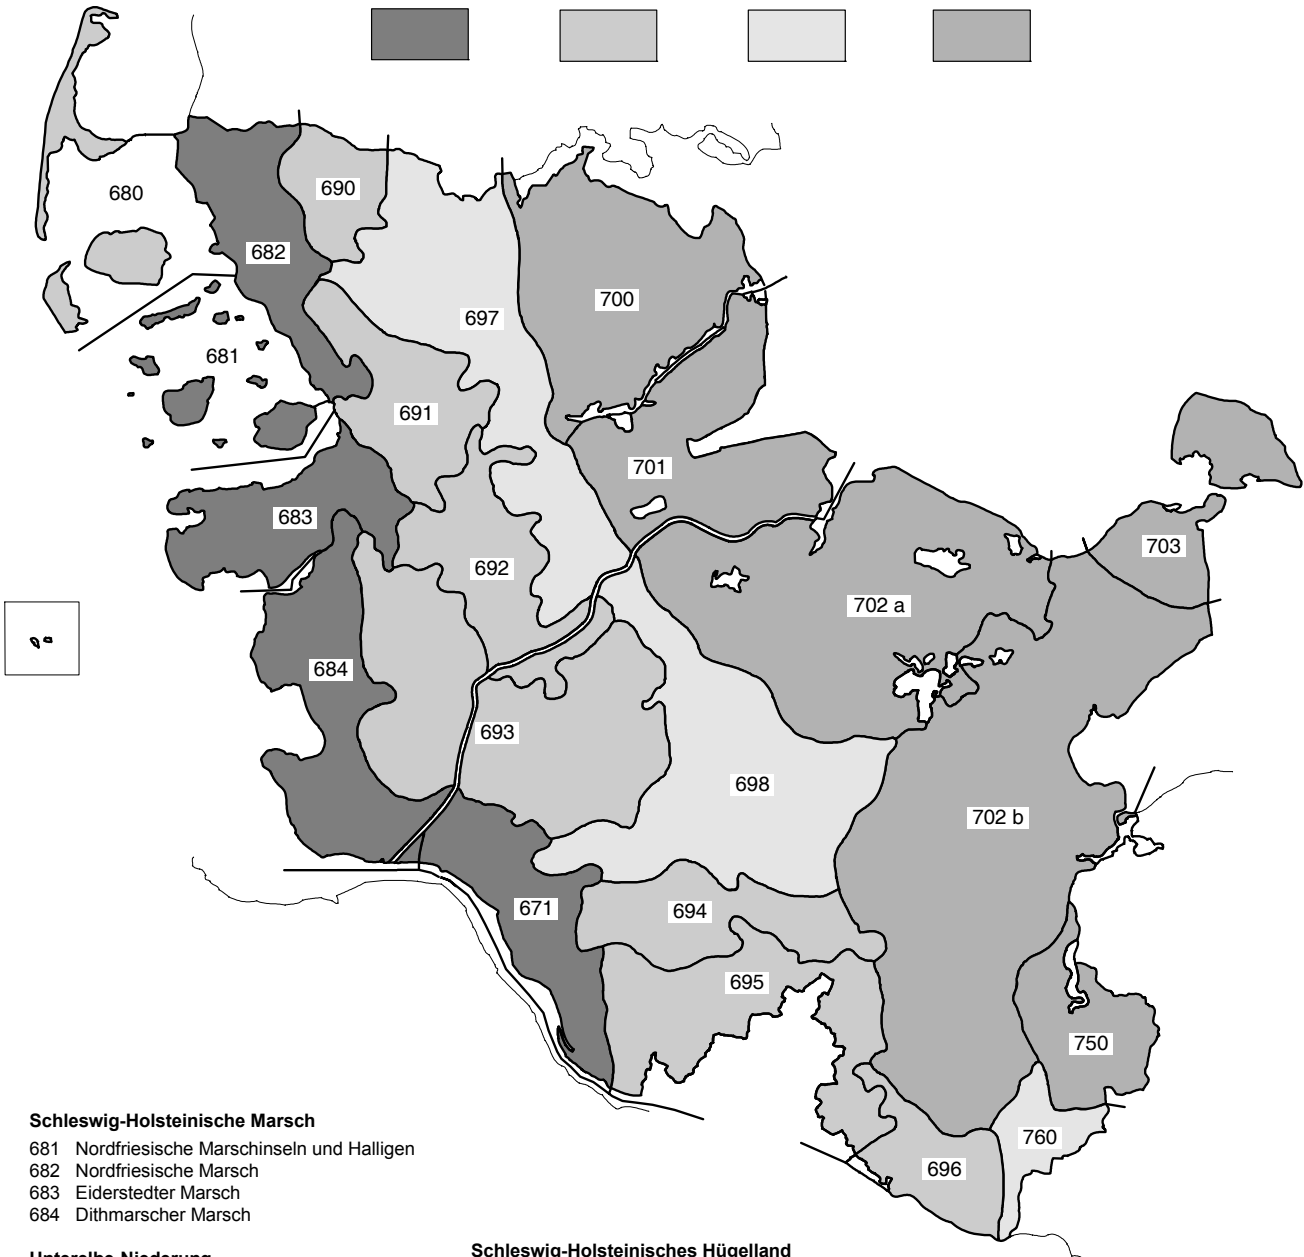 680
690
682
697
700
681
691
701
683
692
703
702 a
684
693
698
702 b
671
694
695
750
760
696
Schleswig-Holsteinische Marsch
681 Nordfriesische Marschinseln und Halligen
682 Nordfriesische Marsch
683 Eiderstedter Marsch
684 Dithmarscher Marsch
Unterelbe-Niederung
Schleswig-Holsteinisches Hügelland